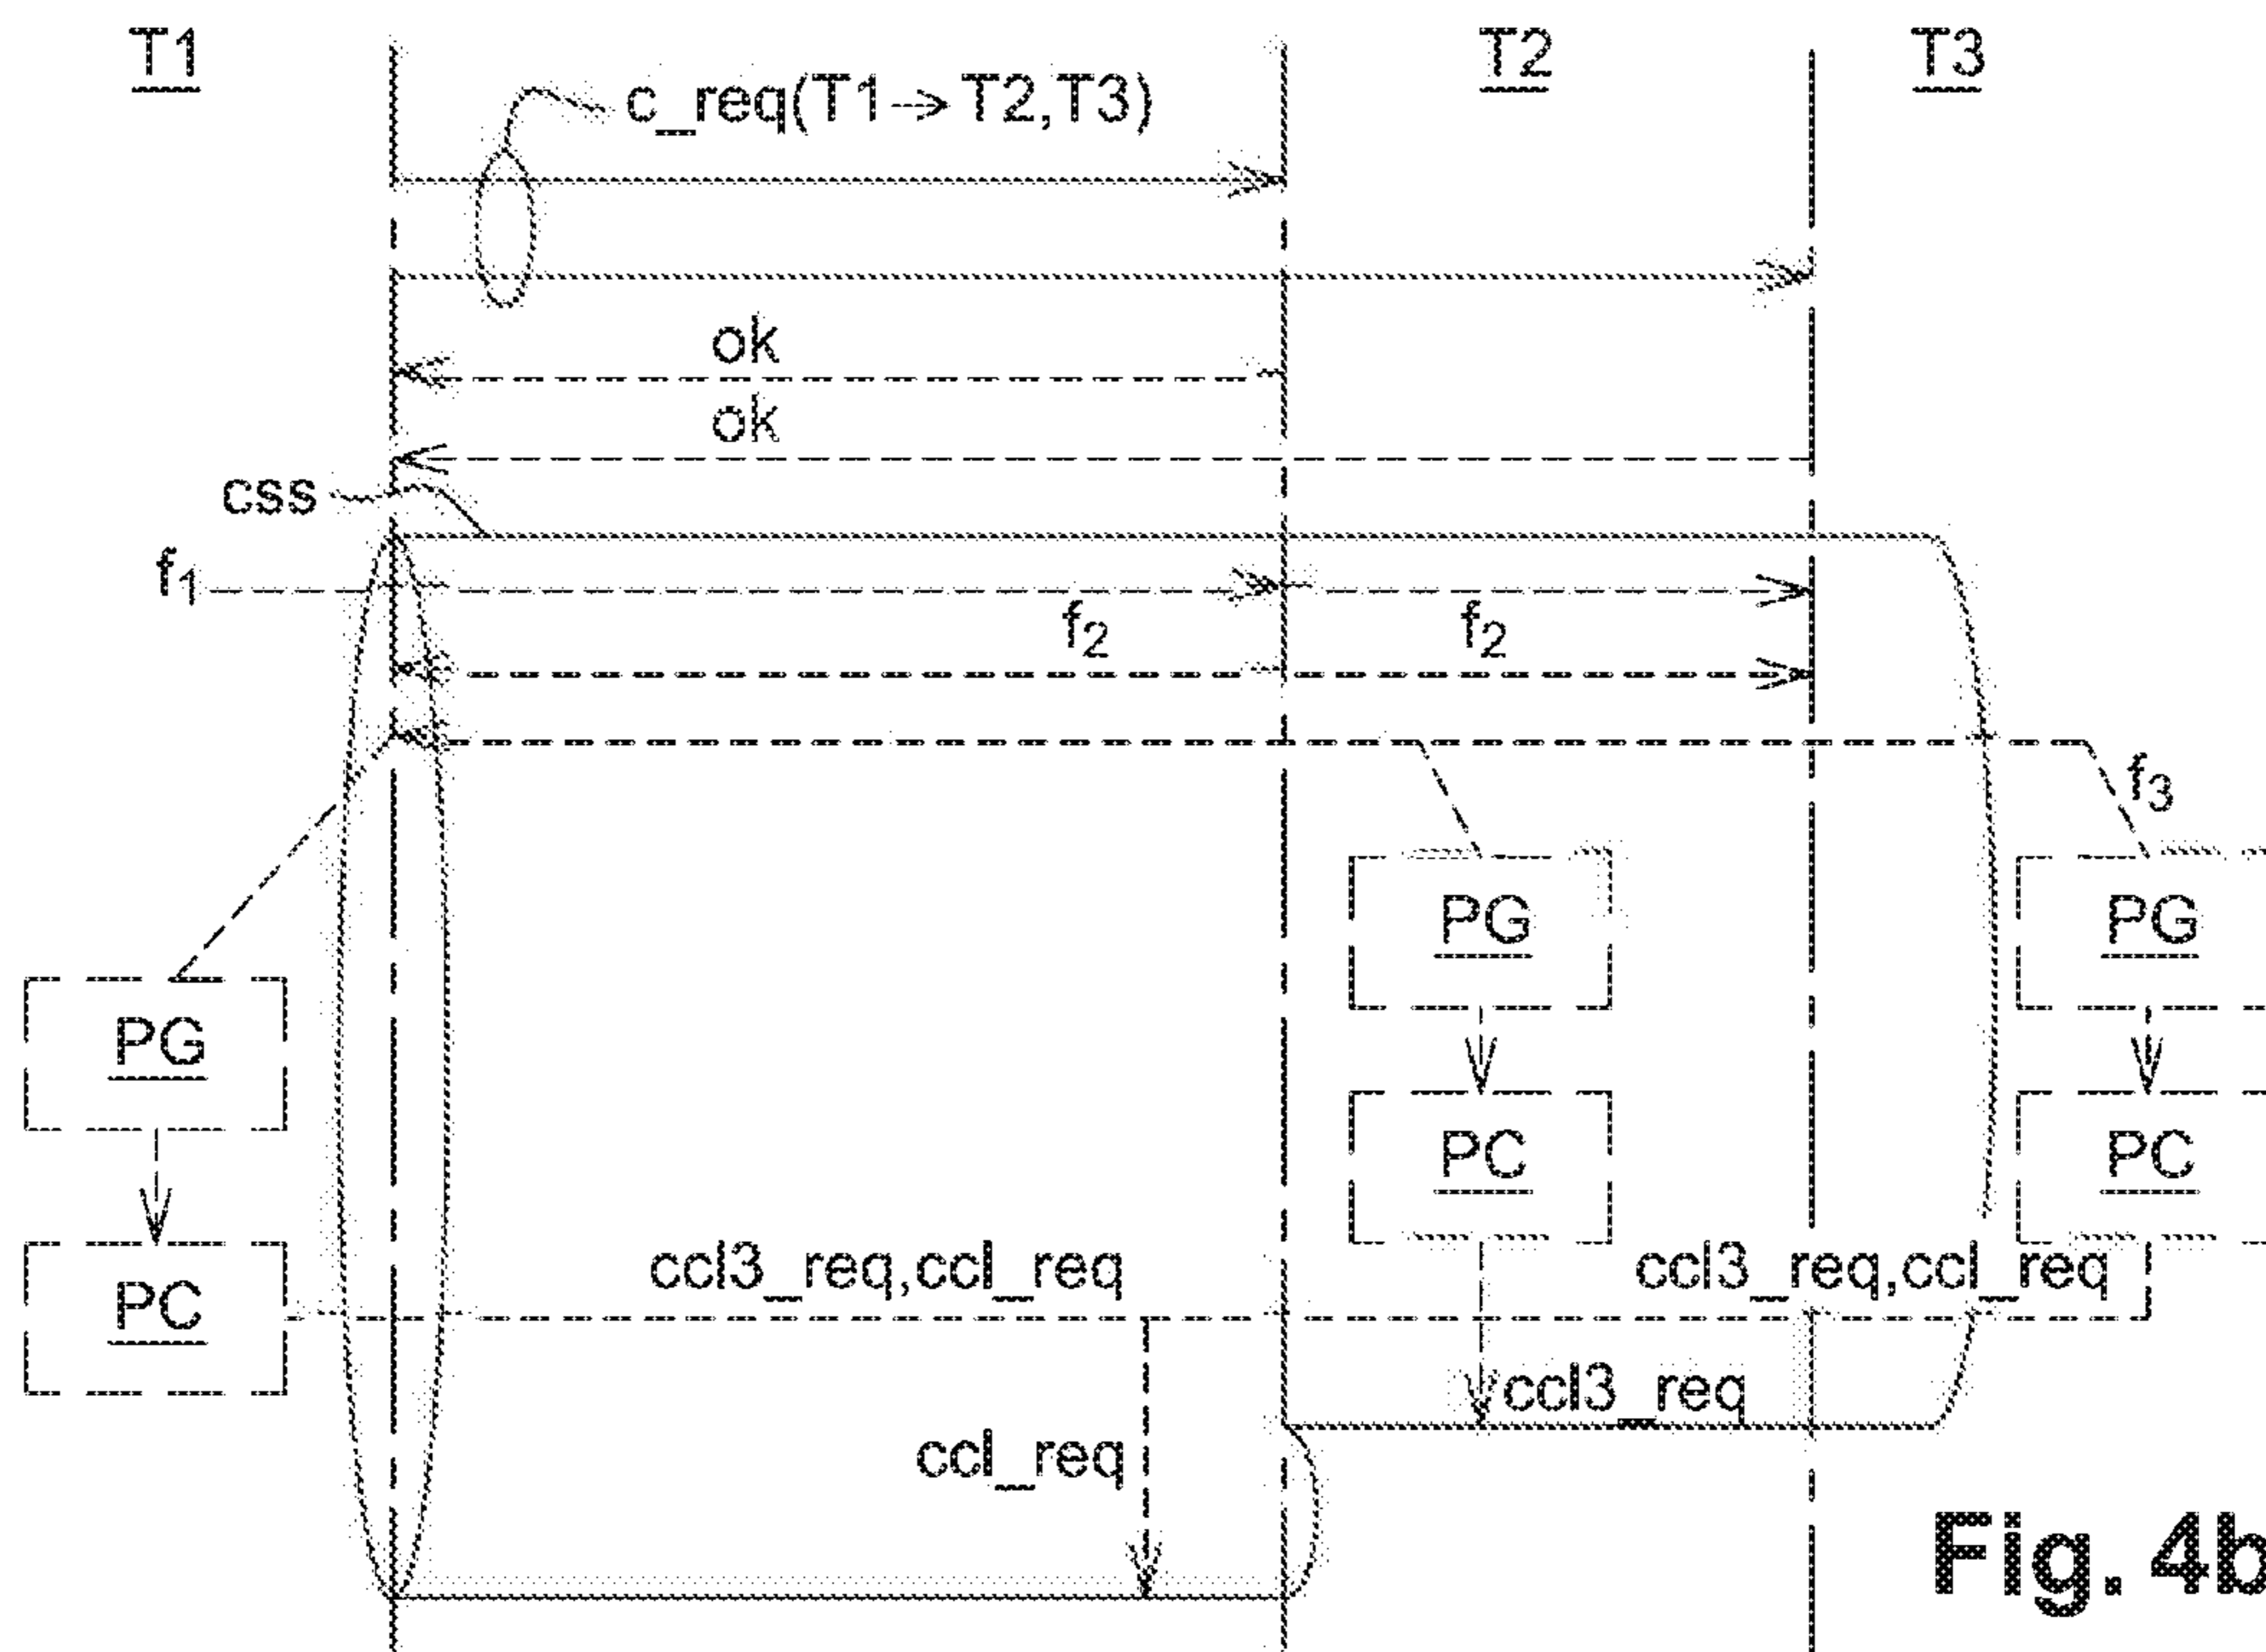 T1
T2
T3
c_req(T1→T2,T3)
ok
ok
css
f1
f2
f2
f3
PG
PG
PG
PC
PC
PC
ccl3_req,ccl_req
ccl3_req,ccl_req
ccl3_req
ccl_req
Fig. 4b